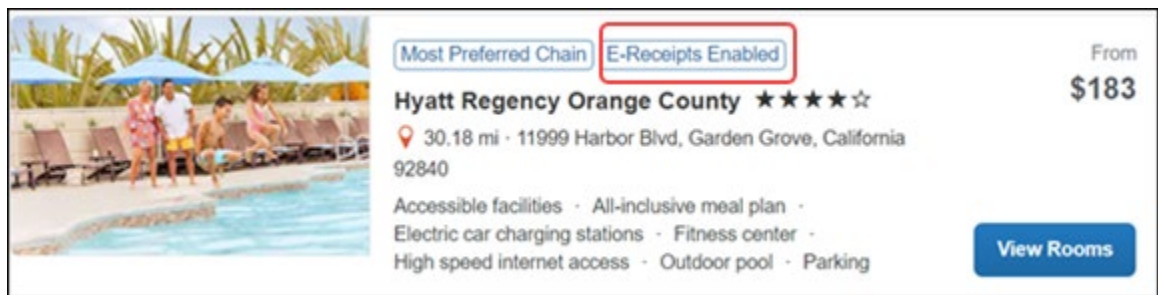 Most Preferred Chain E-Receipts Enabled
From
Hyatt Regency Orange County ★★★★☆
$183
30.18 mi · 11999 Harbor Blvd, Garden Grove, California
92840
Accessible facilities · All-inclusive meal plan ·
Electric car charging stations · Fitness center ·
High speed internet access · Outdoor pool · Parking
View Rooms